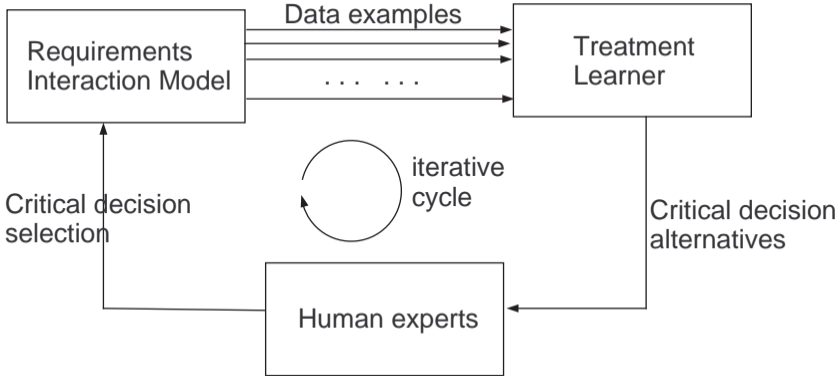 Data examples
Requirements
Interaction Model
... ...
Treatment
Learner
iterative
cycle
Critical decision
selection
Critical decision
alternatives
Human experts